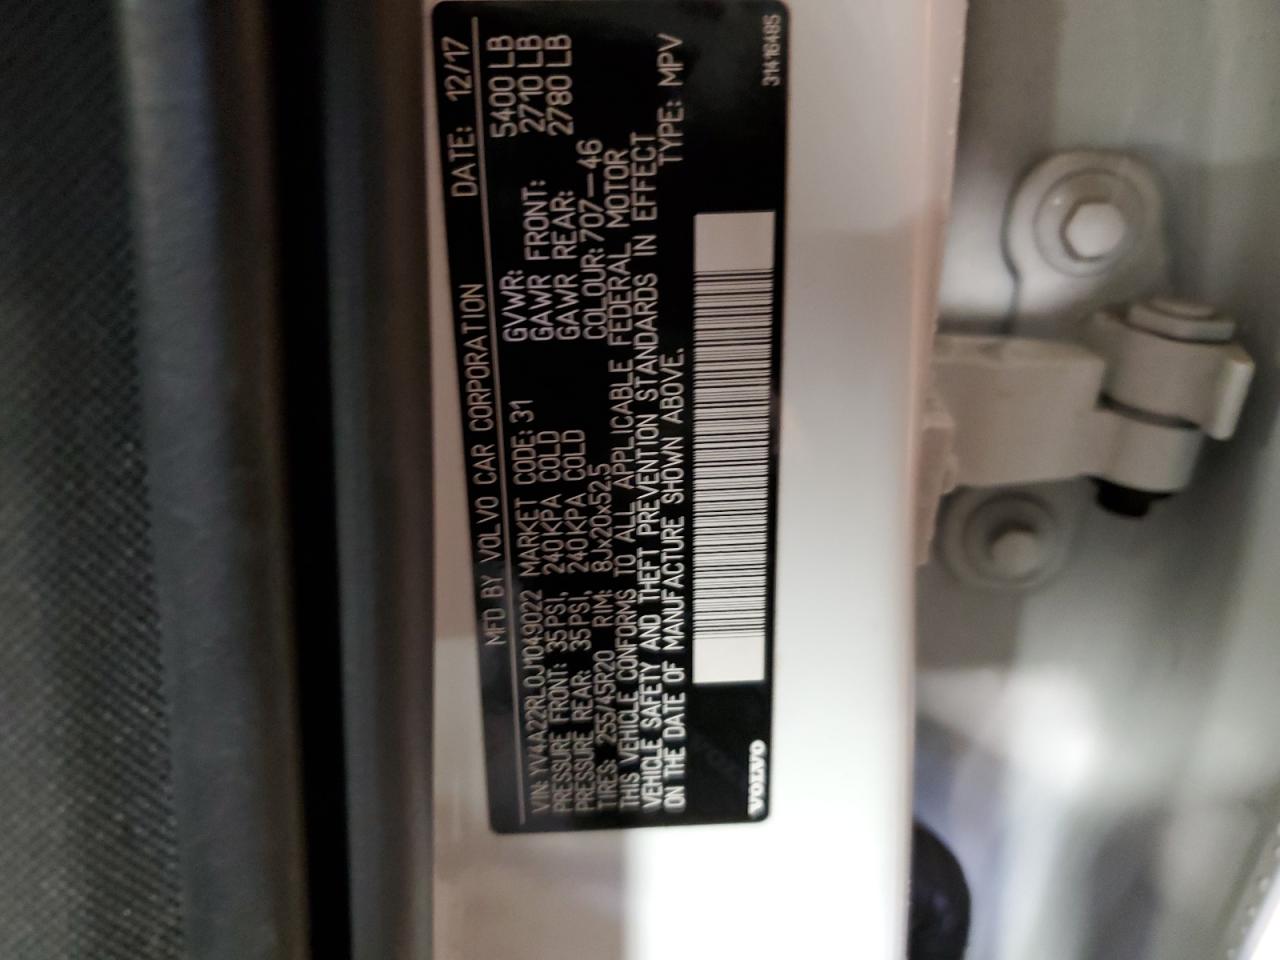 MFD BY VOLVO CAR CORPORATION DATE: 12/17
VIN: YV4A22RL0J1049022 MARKET CODE: 31 GVWR: 5400 LB
PRESSURE FRONT: 35PSI, 240KPA COLD GAWR FRONT: 2710 LB
PRESSURE REAR: 35PSI, 240KPA COLD GAWR REAR: 2780 LB
TIRES: 255/45R20 RIM: 8Jx20x52.5 COLOUR: 707-46
THIS VEHICLE CONFORMS TO ALL APPLICABLE FEDERAL MOTOR
VEHICLE SAFETY AND THEFT PREVENTION STANDARDS IN EFFECT
ON THE DATE OF MANUFACTURE SHOWN ABOVE. TYPE: MPV
VOLVO 31416485